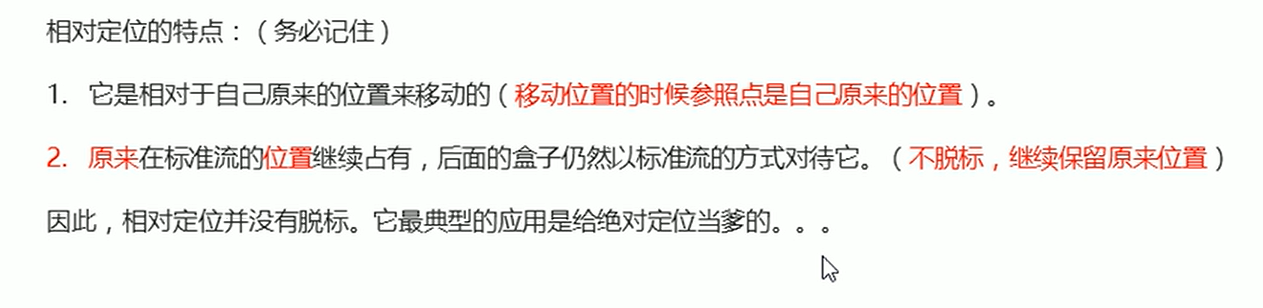 相对定位的特点：（务必记住）
1. 它是相对于自己原来的位置来移动的（移动位置的时候参照点是自己原来的位置）。
2. 原来在标准流的位置继续占有，后面的盒子仍然以标准流的方式对待它。（不脱标，继续保留原来位置）
因此，相对定位并没有脱标。它最典型的应用是给绝对定位当爹的。。。